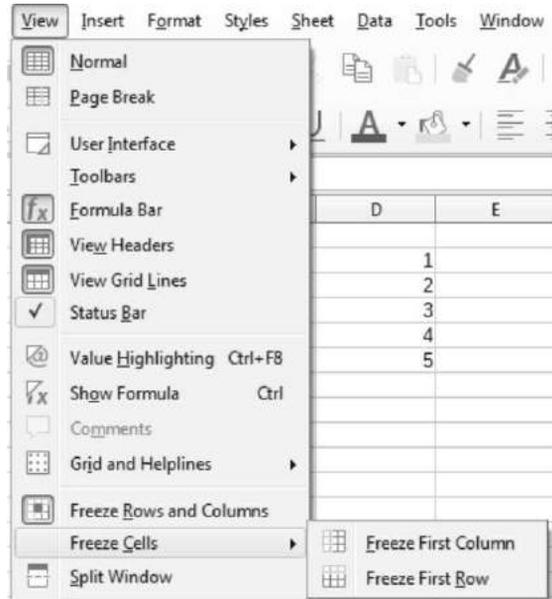 View Insert Format Styles Sheet Data Tools Window
Normal
Page Break
User Interface
Toolbars
Formula Bar
View Headers
View Grid Lines
Status Bar
Value Highlighting Ctrl+F8
Show Formula Ctrl
Comments
Grid and Helplines
Freeze Rows and Columns
Freeze Cells
Split Window
Freeze First Column
Freeze First Row
D E
1
2
3
4
5